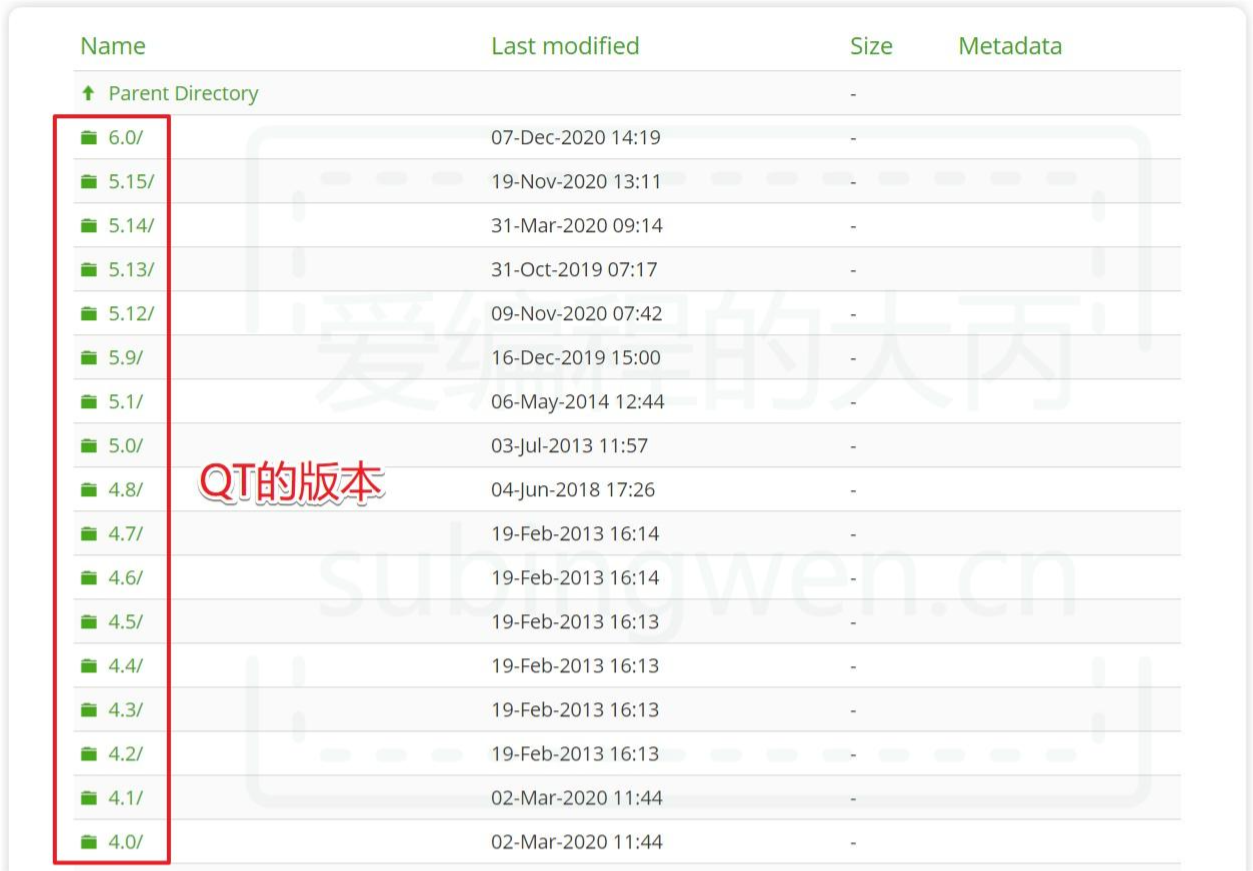 Name Last modified Size Metadata
Parent Directory -
6.0/ 07-Dec-2020 14:19 -
5.15/ 19-Nov-2020 13:11 -
5.14/ 31-Mar-2020 09:14 -
5.13/ 31-Oct-2019 07:17 -
5.12/ 09-Nov-2020 07:42 -
爱编程的大丙
5.9/ 16-Dec-2019 15:00 -
5.1/ 06-May-2014 12:44 -
5.0/ 03-Jul-2013 11:57 -
QT的版本
4.8/ 04-Jun-2018 17:26 -
4.7/ 19-Feb-2013 16:14 -
4.6/ 19-Feb-2013 16:14 -
subingwen.cn
4.5/ 19-Feb-2013 16:13 -
4.4/ 19-Feb-2013 16:13 -
4.3/ 19-Feb-2013 16:13 -
4.2/ 19-Feb-2013 16:13 -
4.1/ 02-Mar-2020 11:44 -
4.0/ 02-Mar-2020 11:44 -